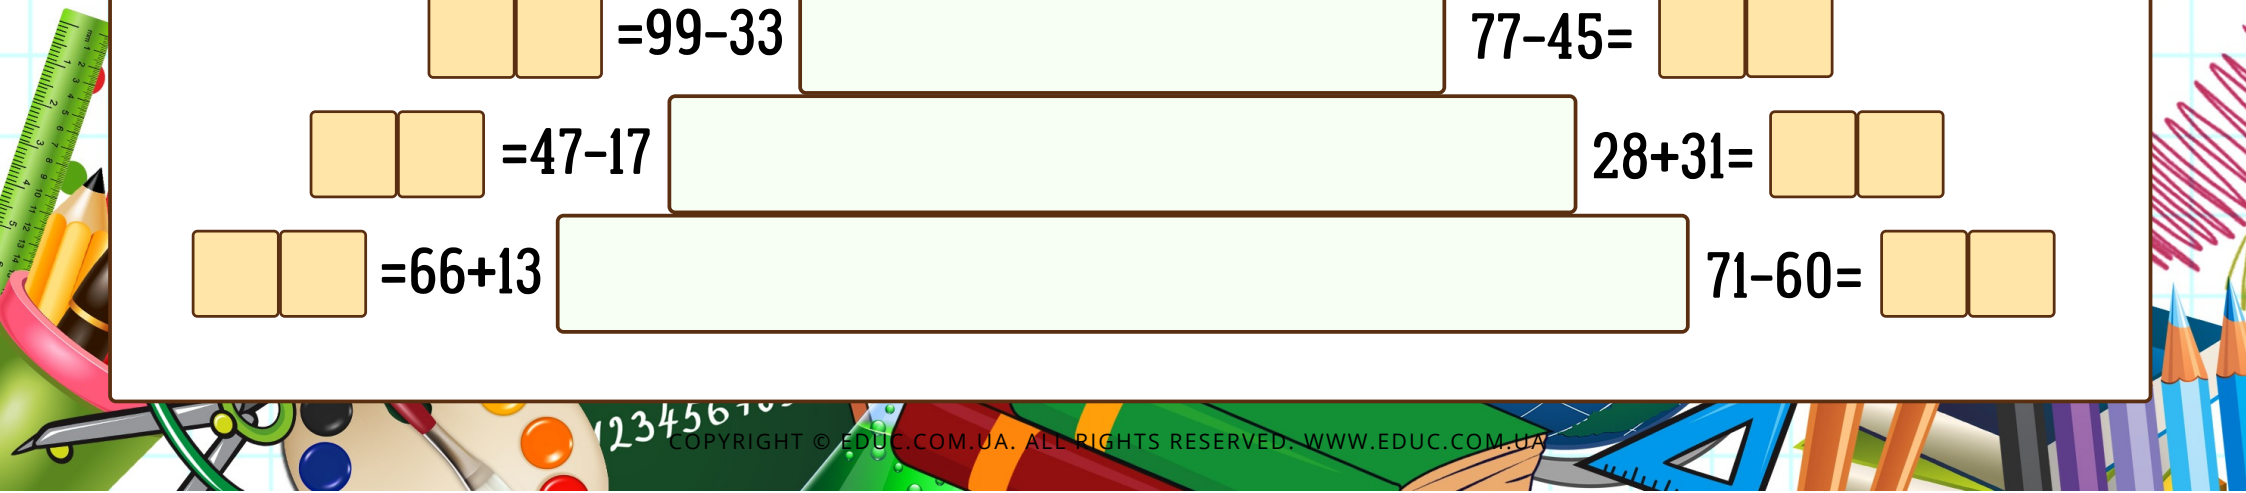 =99-33 77-45=
=47-17 28+31=
=66+13 71-60=
COPYRIGHT © EDUC.COM.UA. ALL RIGHTS RESERVED. WWW.EDUC.COM.UA